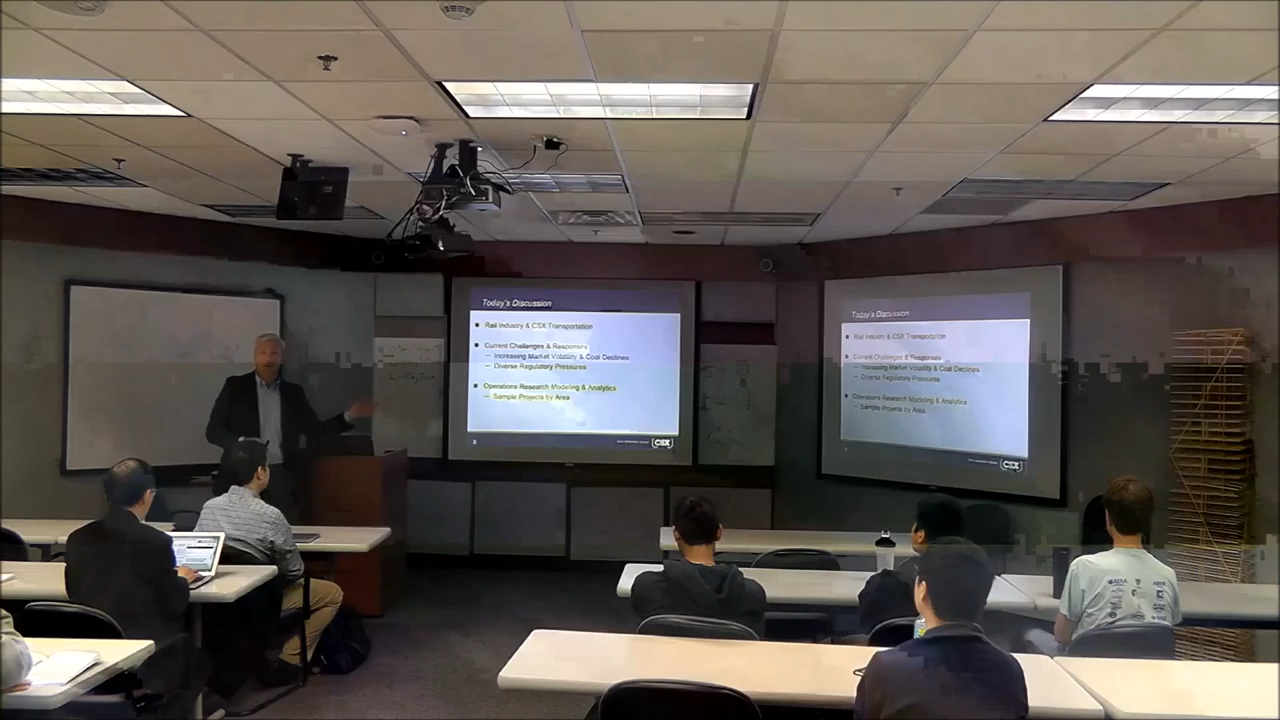 Today's Discussion
Rail Industry & CSX Transportation
Current Challenges & Responses
– Increasing Market Volatility & Coal Declines
– Diverse Regulatory Pressures
Operations Research Modeling & Analytics
– Sample Projects by Area
CSX
Today's Discussion
Rail Industry & CSX Transportation
Current Challenges & Responses
– Increasing Market Volatility & Coal Declines
– Diverse Regulatory Pressures
Operations Research Modeling & Analytics
– Sample Projects by Area
CSX